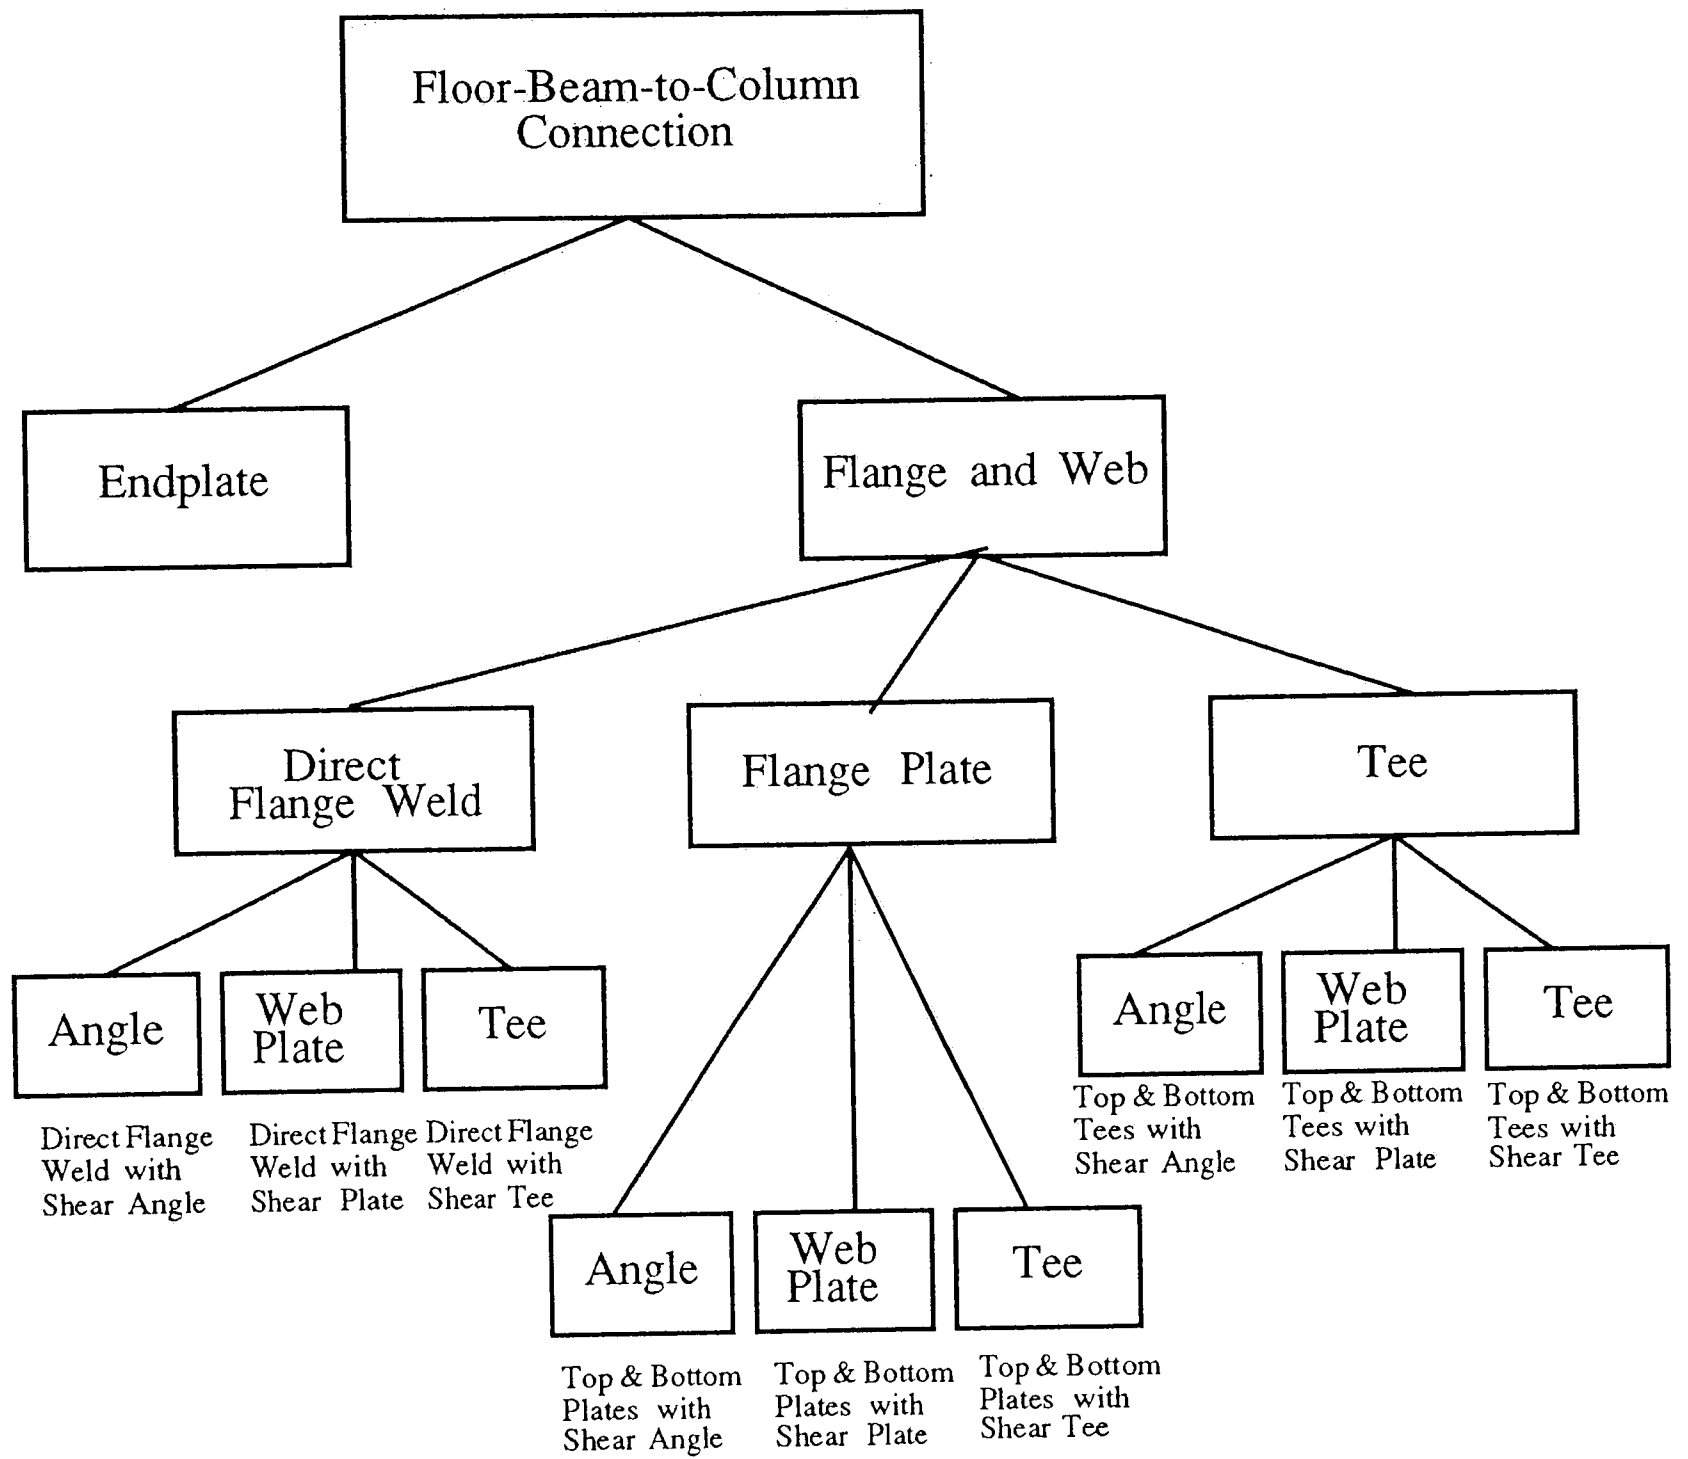 Floor-Beam-to-Column
Connection
Endplate
Flange and Web
Direct
Flange Weld
Flange Plate
Tee
Angle
Web
Plate
Tee
Angle
Web
Plate
Tee
Direct Flange
Weld with
Shear Angle
Direct Flange
Weld with
Shear Plate
Direct Flange
Weld with
Shear Tee
Top & Bottom
Tees with
Shear Angle
Top & Bottom
Tees with
Shear Plate
Top & Bottom
Tees with
Shear Tee
Angle
Web
Plate
Tee
Top & Bottom
Plates with
Shear Angle
Top & Bottom
Plates with
Shear Plate
Top & Bottom
Plates with
Shear Tee